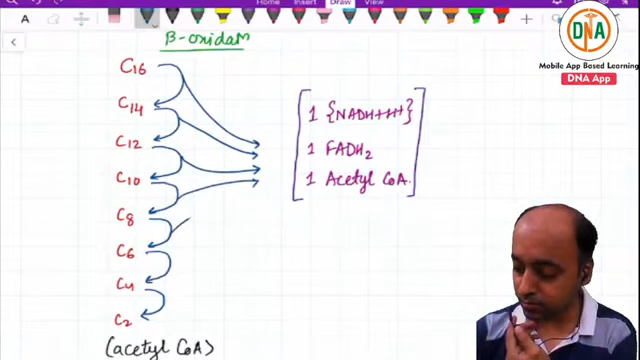 Home Insert Draw View
A
DNA
Mobile App Based Learning
DNA App
β-oxidam
C16
C14
C12
C10
C8
C6
C4
C2
(acetyl CoA)
1 {NADH+H+}
1 FADH2
1 Acetyl CoA.